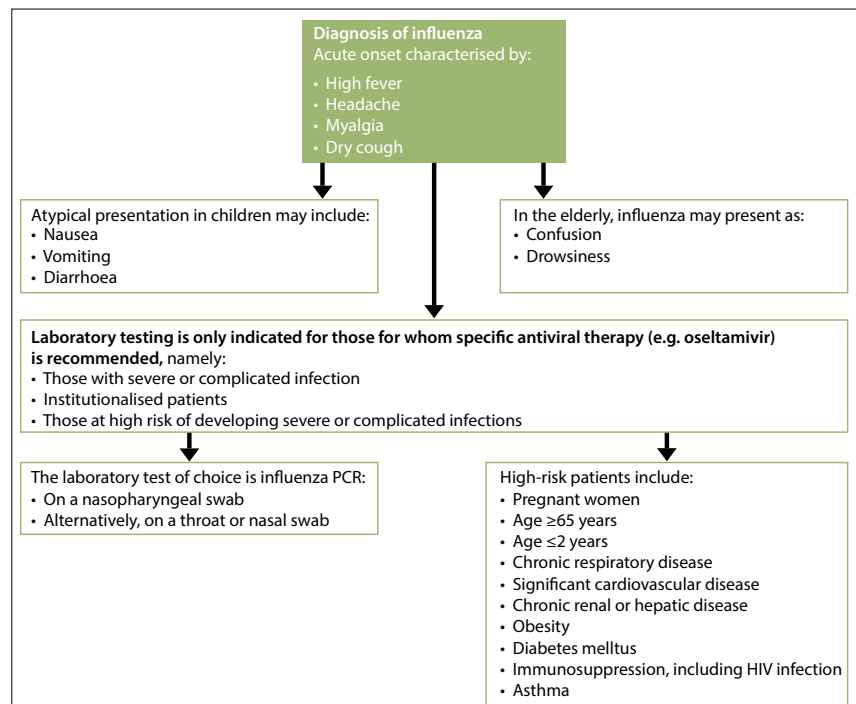 Diagnosis of influenza
Acute onset characterised by:
• High fever
• Headache
• Myalgia
• Dry cough
Atypical presentation in children may include:
• Nausea
• Vomiting
• Diarrhoea
In the elderly, influenza may present as:
• Confusion
• Drowsiness
Laboratory testing is only indicated for those for whom specific antiviral therapy (e.g. oseltamivir)
is recommended, namely:
• Those with severe or complicated infection
• Institutionalised patients
• Those at high risk of developing severe or complicated infections
The laboratory test of choice is influenza PCR:
• On a nasopharyngeal swab
• Alternatively, on a throat or nasal swab
High-risk patients include:
• Pregnant women
• Age ≥65 years
• Age ≤2 years
• Chronic respiratory disease
• Significant cardiovascular disease
• Chronic renal or hepatic disease
• Obesity
• Diabetes melltus
• Immunosuppression, including HIV infection
• Asthma